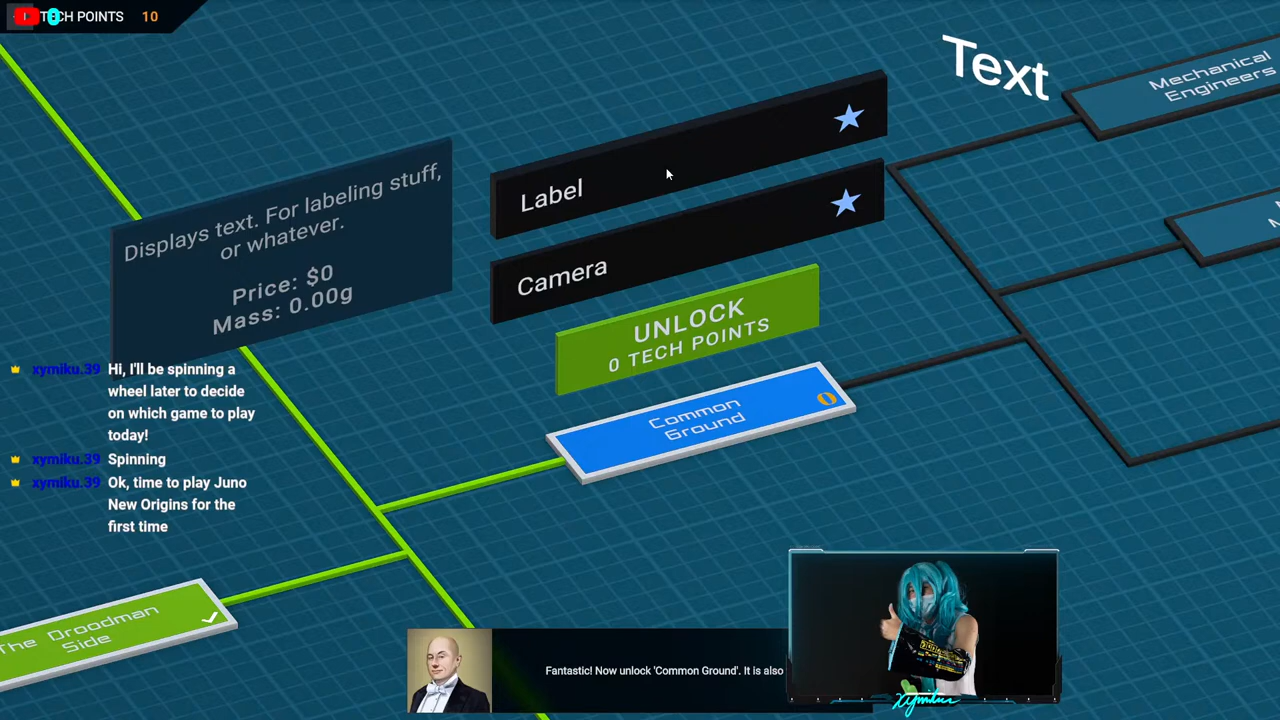 TECH POINTS 10
Text
Mechanical
Engineers
Displays text. For labeling stuff,
or whatever.
Price: $0
Mass: 0.00g
Label
Camera
UNLOCK
0 TECH POINTS
Common
Ground
0
xymiku.39 Hi, I'll be spinning a
wheel later to decide
on which game to play
today!
xymiku.39 Spinning
xymiku.39 Ok, time to play Juno
New Origins for the
first time
The Droodman
Side
Fantastic! Now unlock 'Common Ground'. It is also
xymiku